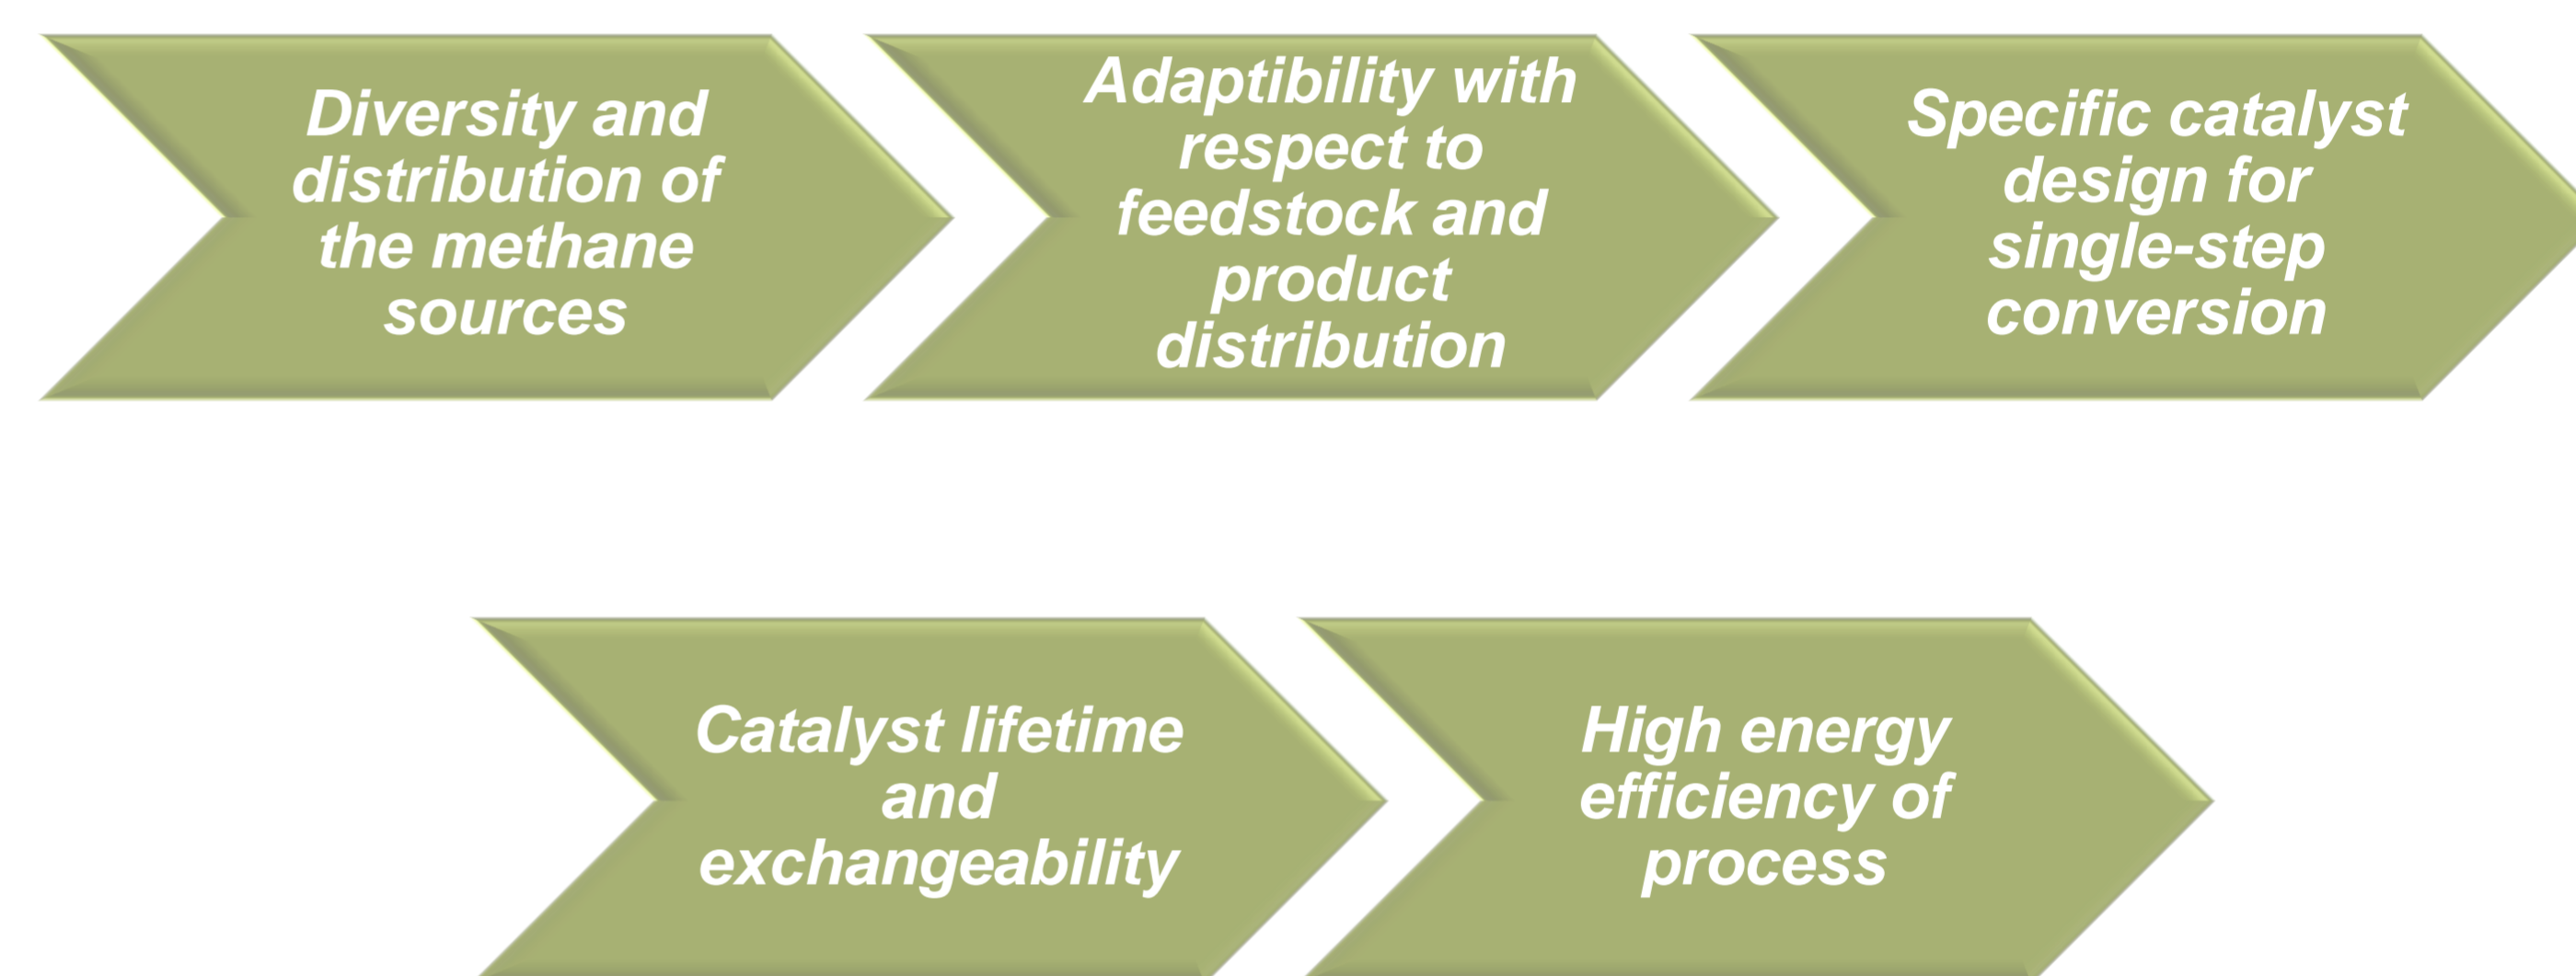 Diversity and
distribution of
the methane
sources
Adaptibility with
respect to
feedstock and
product
distribution
Specific catalyst
design for
single-step
conversion
Catalyst lifetime
and
exchangeability
High energy
efficiency of
process